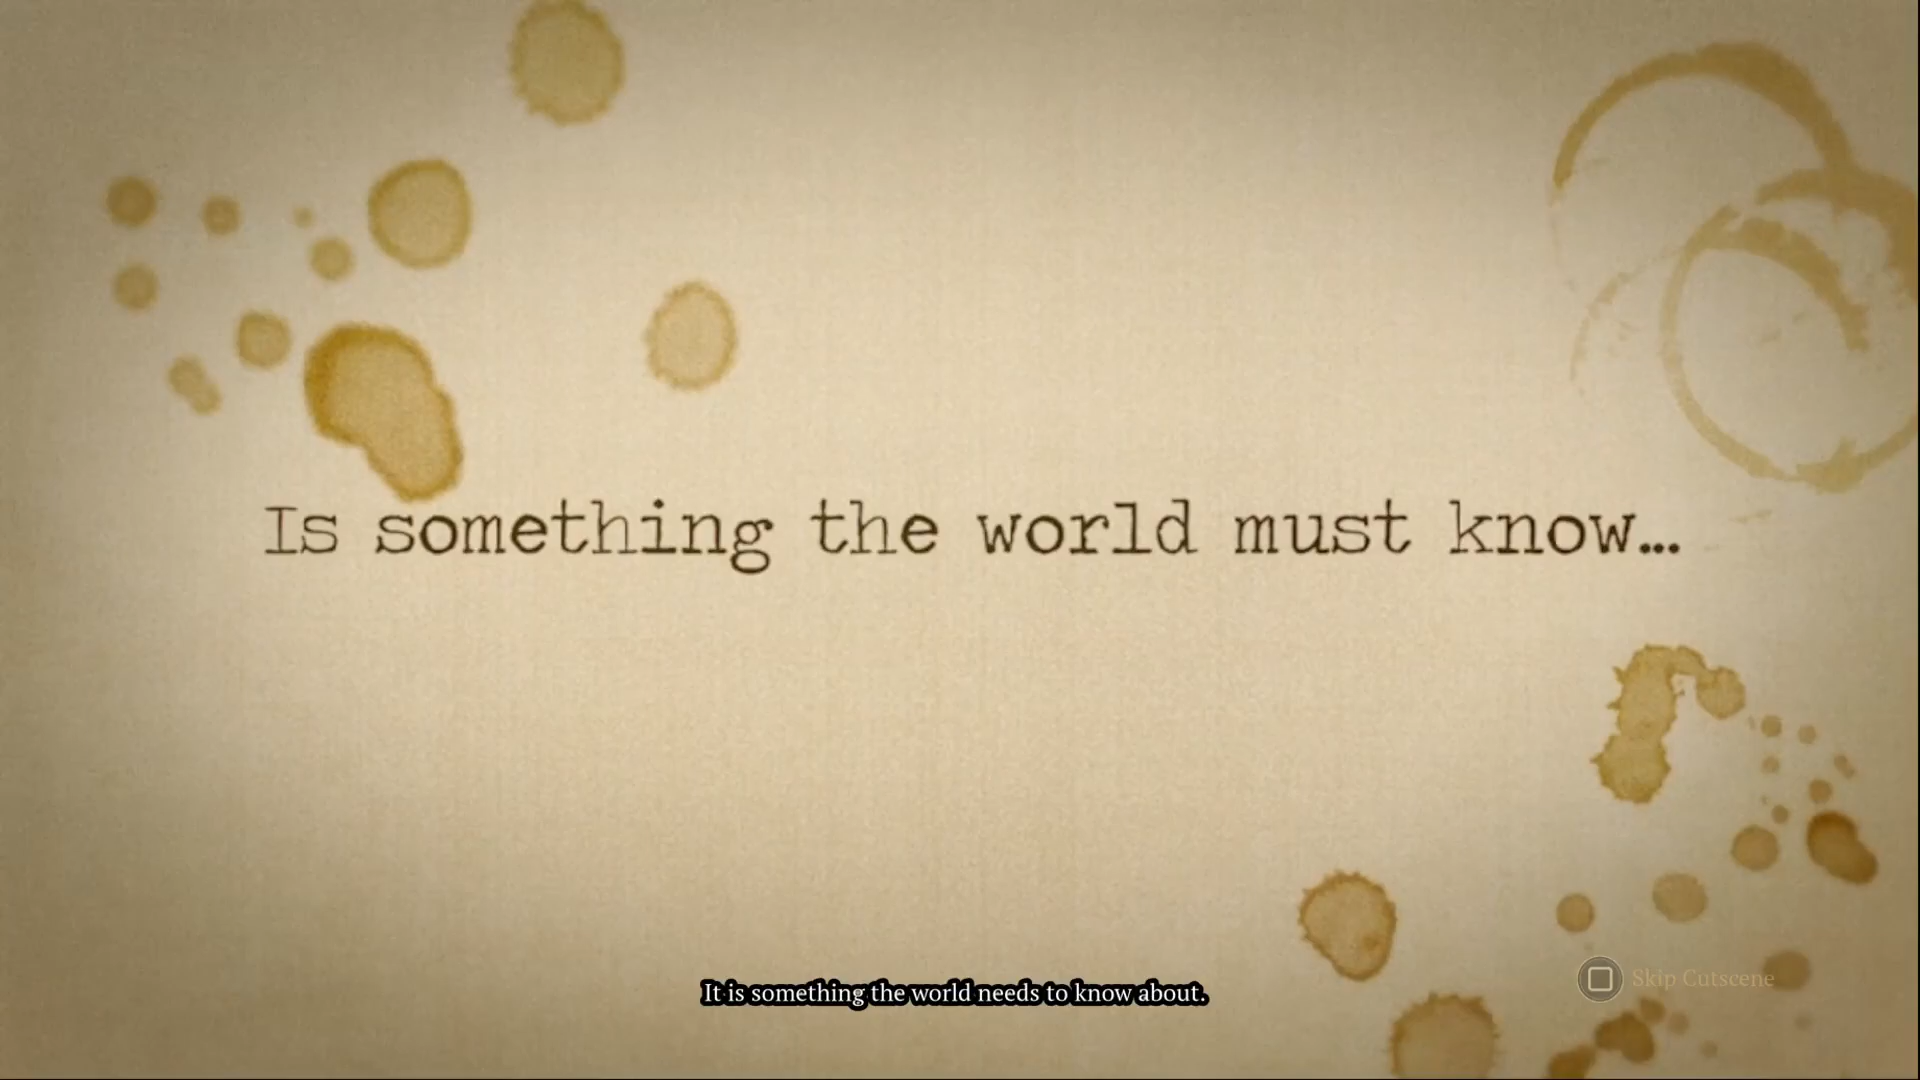 Is something the world must know…
It is something the world needs to know about.
Skip Cutscene